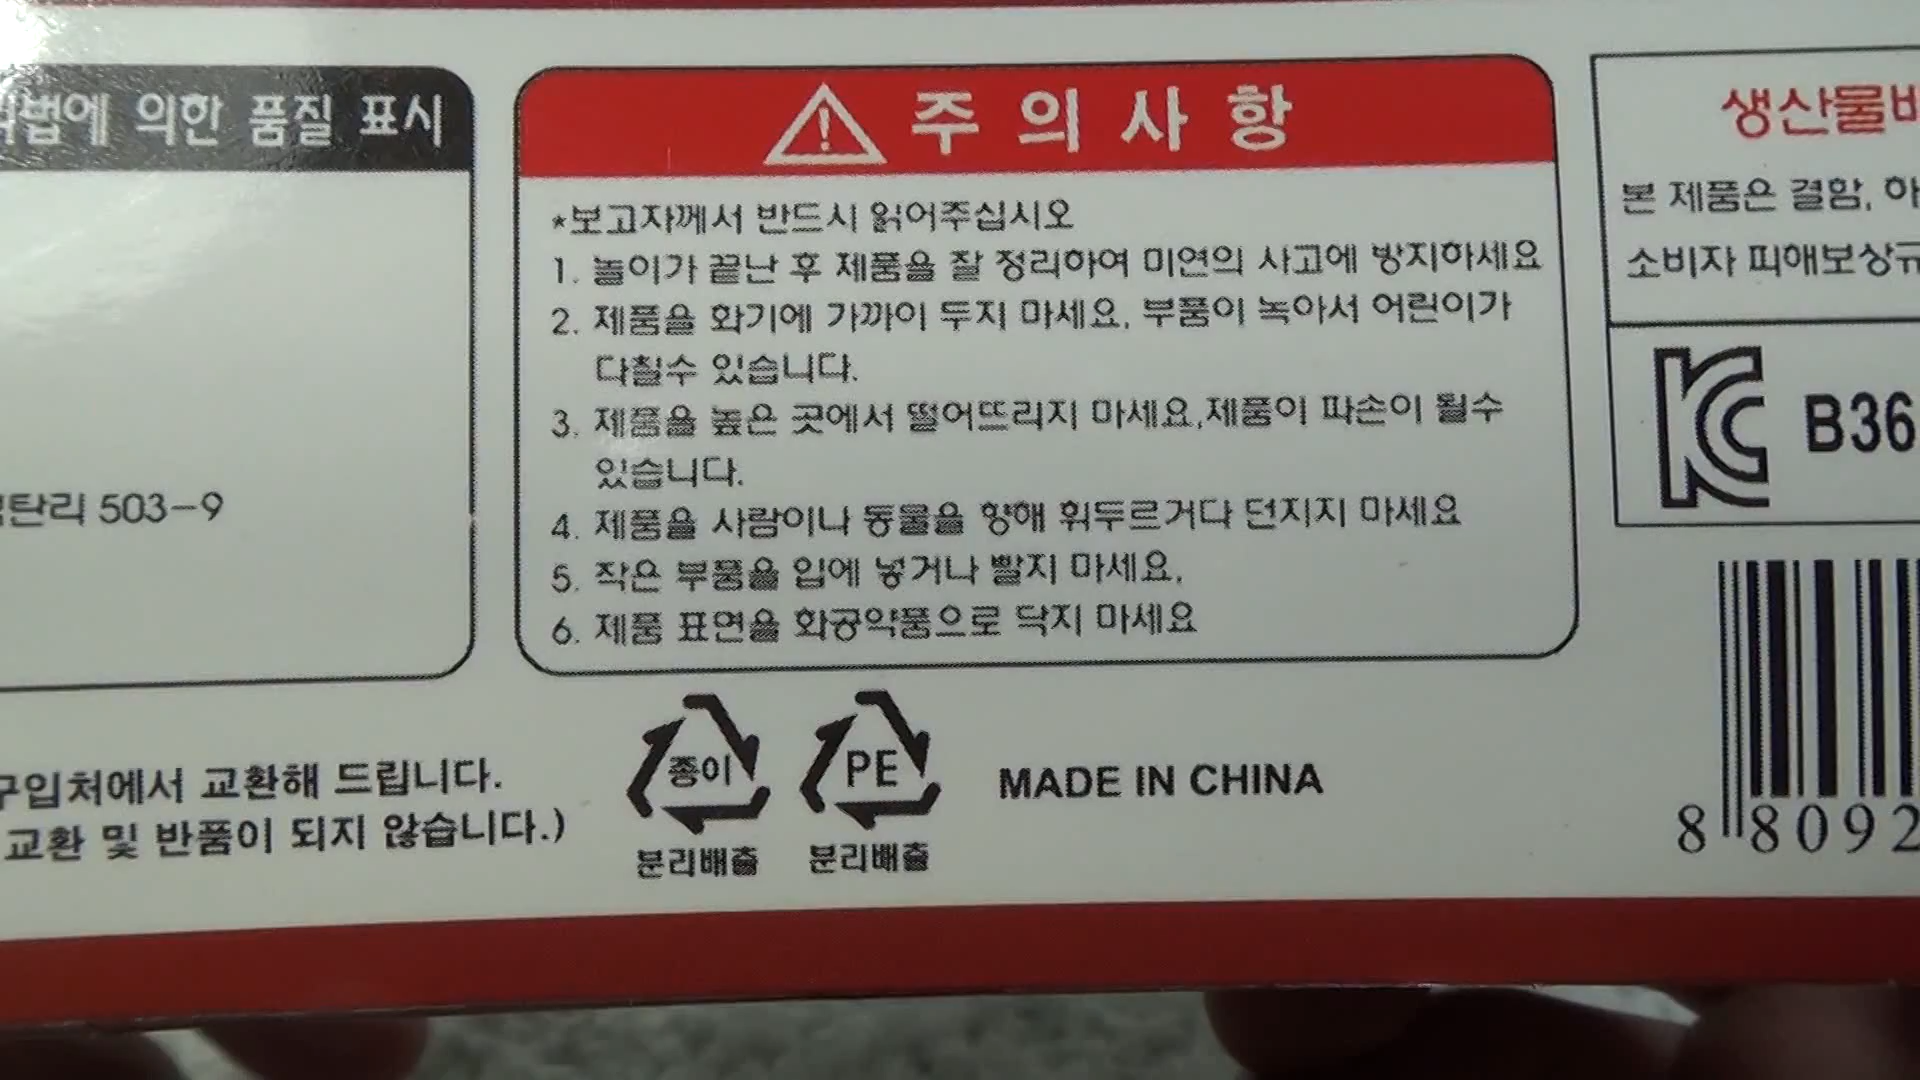 법에 의한 품질 표시
탄리 503-9
주의사항
*보고자께서 반드시 읽어주십시오
1. 놀이가 끝난 후 제품을 잘 정리하여 미연의 사고에 방지하세요
2. 제품을 화기에 가까이 두지 마세요, 부품이 녹아서 어린이가
다칠수 있습니다.
3. 제품을 높은 곳에서 떨어뜨리지 마세요,제품이 파손이 될수
있습니다.
4. 제품을 사람이나 동물을 향해 휘두르거나 던지지 마세요
5. 작은 부품을 입에 넣거나 빨지 마세요,
6. 제품 표면을 화공약품으로 닦지 마세요
생산물배
본 제품은 결함, 하
소비자 피해보상규
KC B36
구입처에서 교환해 드립니다.
교환 및 반품이 되지 않습니다.)
종이
분리배출
PE
분리배출
MADE IN CHINA
8 8092